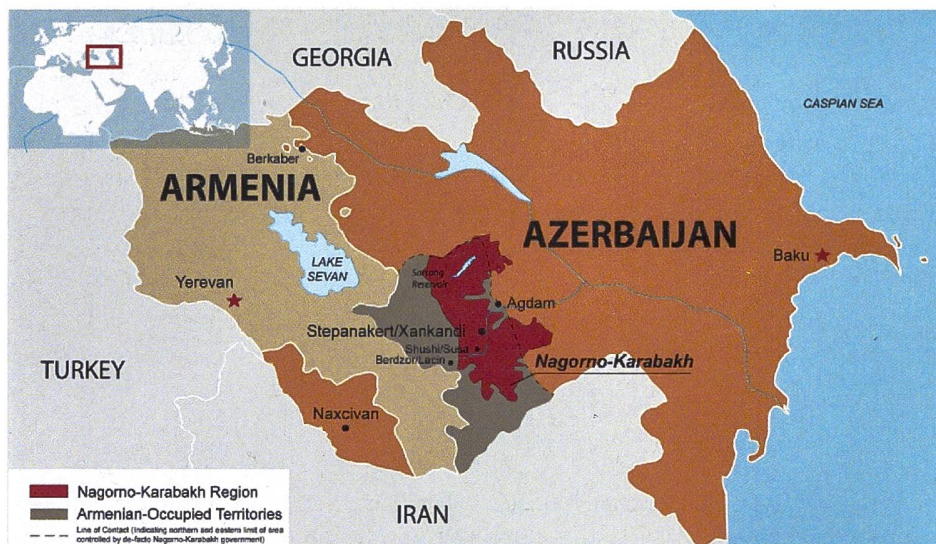 GEORGIA
RUSSIA
CASPIAN SEA
Berkaber
ARMENIA
AZERBAIJAN
LAKE
SEVAN
Baku
Yerevan
Sarsang
Reservoir
Agdam
Stepanakert/Xankandi
Shushi/Susa
Berdzor/Lacin
Nagorno-Karabakh
TURKEY
Naxcivan
IRAN
Nagorno-Karabakh Region
Armenian-Occupied Territories
Line of Contact (Indicating northern and eastern limit of area
controlled by de-facto Nagorno-Karabakh government)